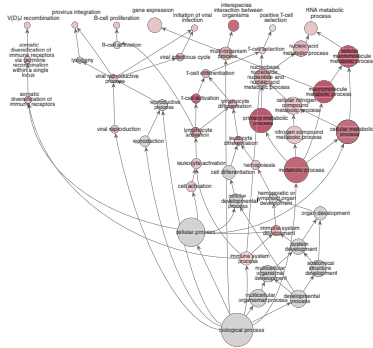 V(D)J recombination
provirus integration
B-cell proliferation
gene expression
initiation of viral
infection
interspecies
interaction between
organisms
positive T-cell
selection
RNA metabolic
process
somatic
diversification of
immune receptors
via germline
recombination
within a single
locus
B-cell activation
lysogeny
viral infectious cycle
multi-organism
process
T-cell selection
nucleic acid
metabolic process
cellular
macromolecule
metabolic process
viral reproductive
process
T-cell differentiation
nucleobase,
nucleoside,
nucleotide and
nucleic acid
metabolic process
macromolecule
metabolic process
somatic
diversification of
immune receptors
reproductive
process
T-cell activation
lymphocyte
differentiation
primary metabolic
process
cellular nitrogen
compound metabolic
process
viral reproduction
reproduction
lymphocyte
activation
leukocyte
differentiation
nitrogen compound
metabolic process
cellular metabolic
process
leukocyte activation
cell differentiation
hemopoiesis
metabolic process
cell activation
cellular
developmental
process
hemopoietic or
lymphoid organ
development
organ development
cellular process
immune system
development
system
development
immune system
process
multicellular
organismal
development
anatomical
structure
development
multicellular
organismal process
developmental
process
biological process